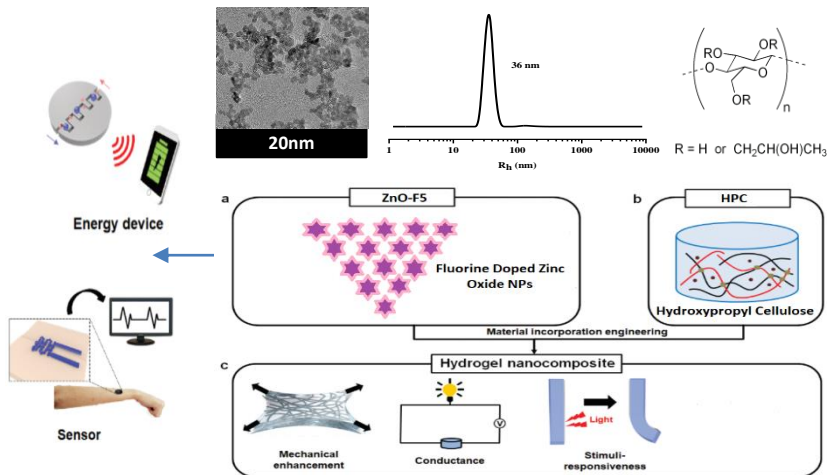 20nm
36 nm
1 10 100 1000 10000
Rh (nm)
RO
OR
O
O
O
OR
n
R = H or CH2CH(OH)CH3
Energy device
Sensor
a
ZnO-F5
Fluorine Doped Zinc
Oxide NPs
b
HPC
Hydroxypropyl Cellulose
Material incorporation engineering
c
Hydrogel nanocomposite
Mechanical
enhancement
V
Conductance
Light
Stimuli-
responsiveness